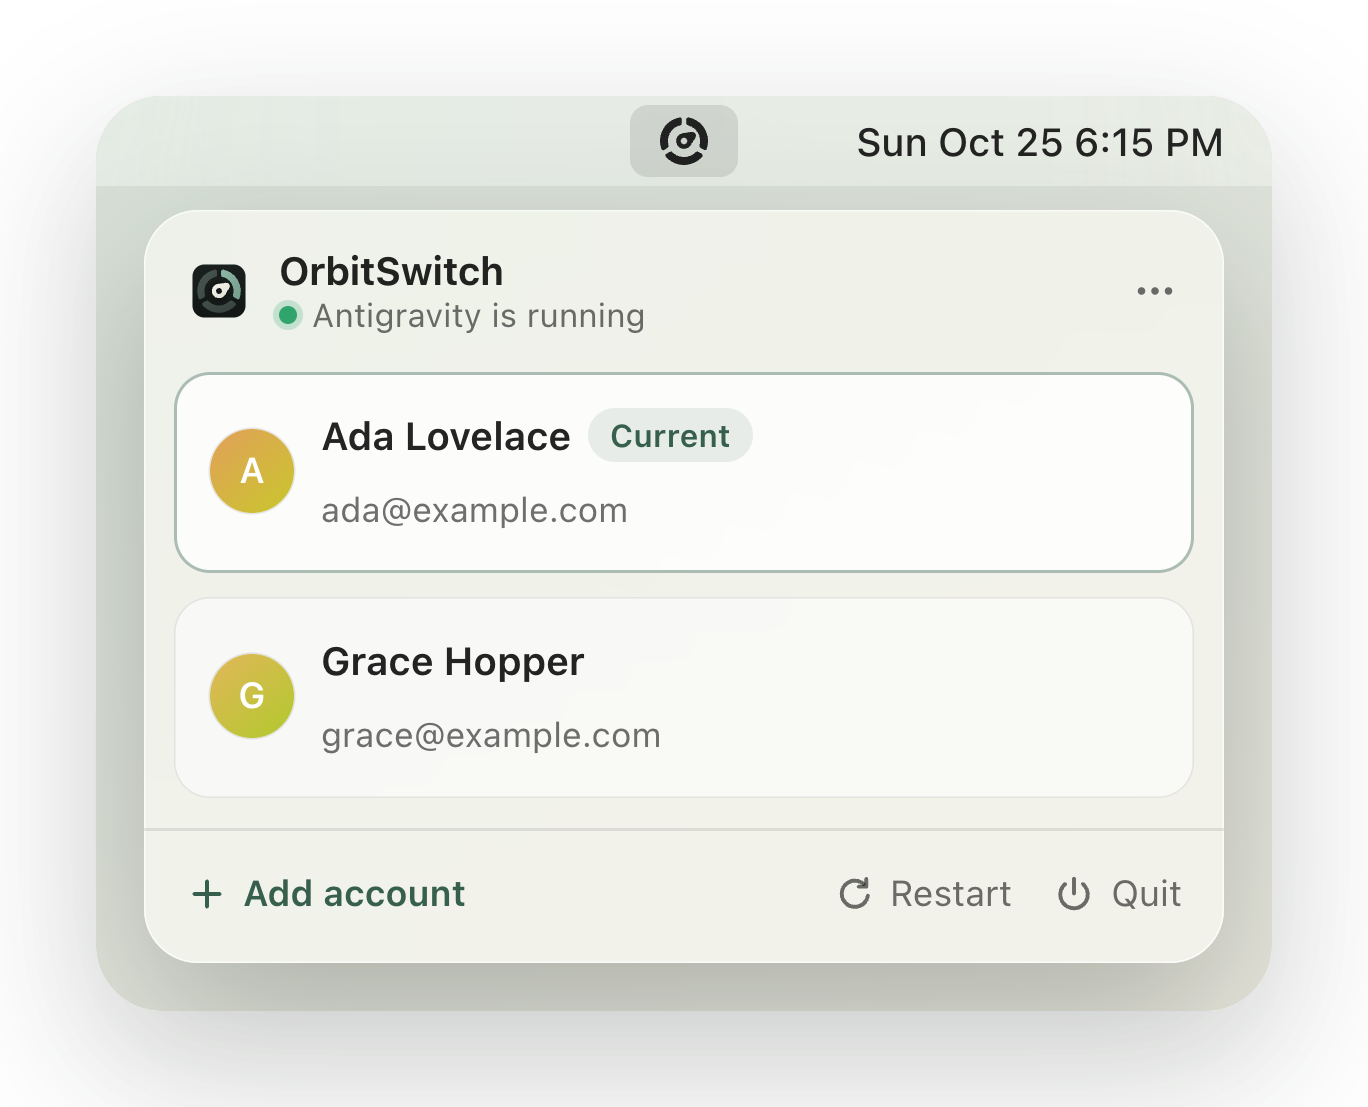 Sun Oct 25 6:15 PM
OrbitSwitch
Antigravity is running
Ada Lovelace Current
A
ada@example.com
Grace Hopper
G
grace@example.com
Add account Restart Quit